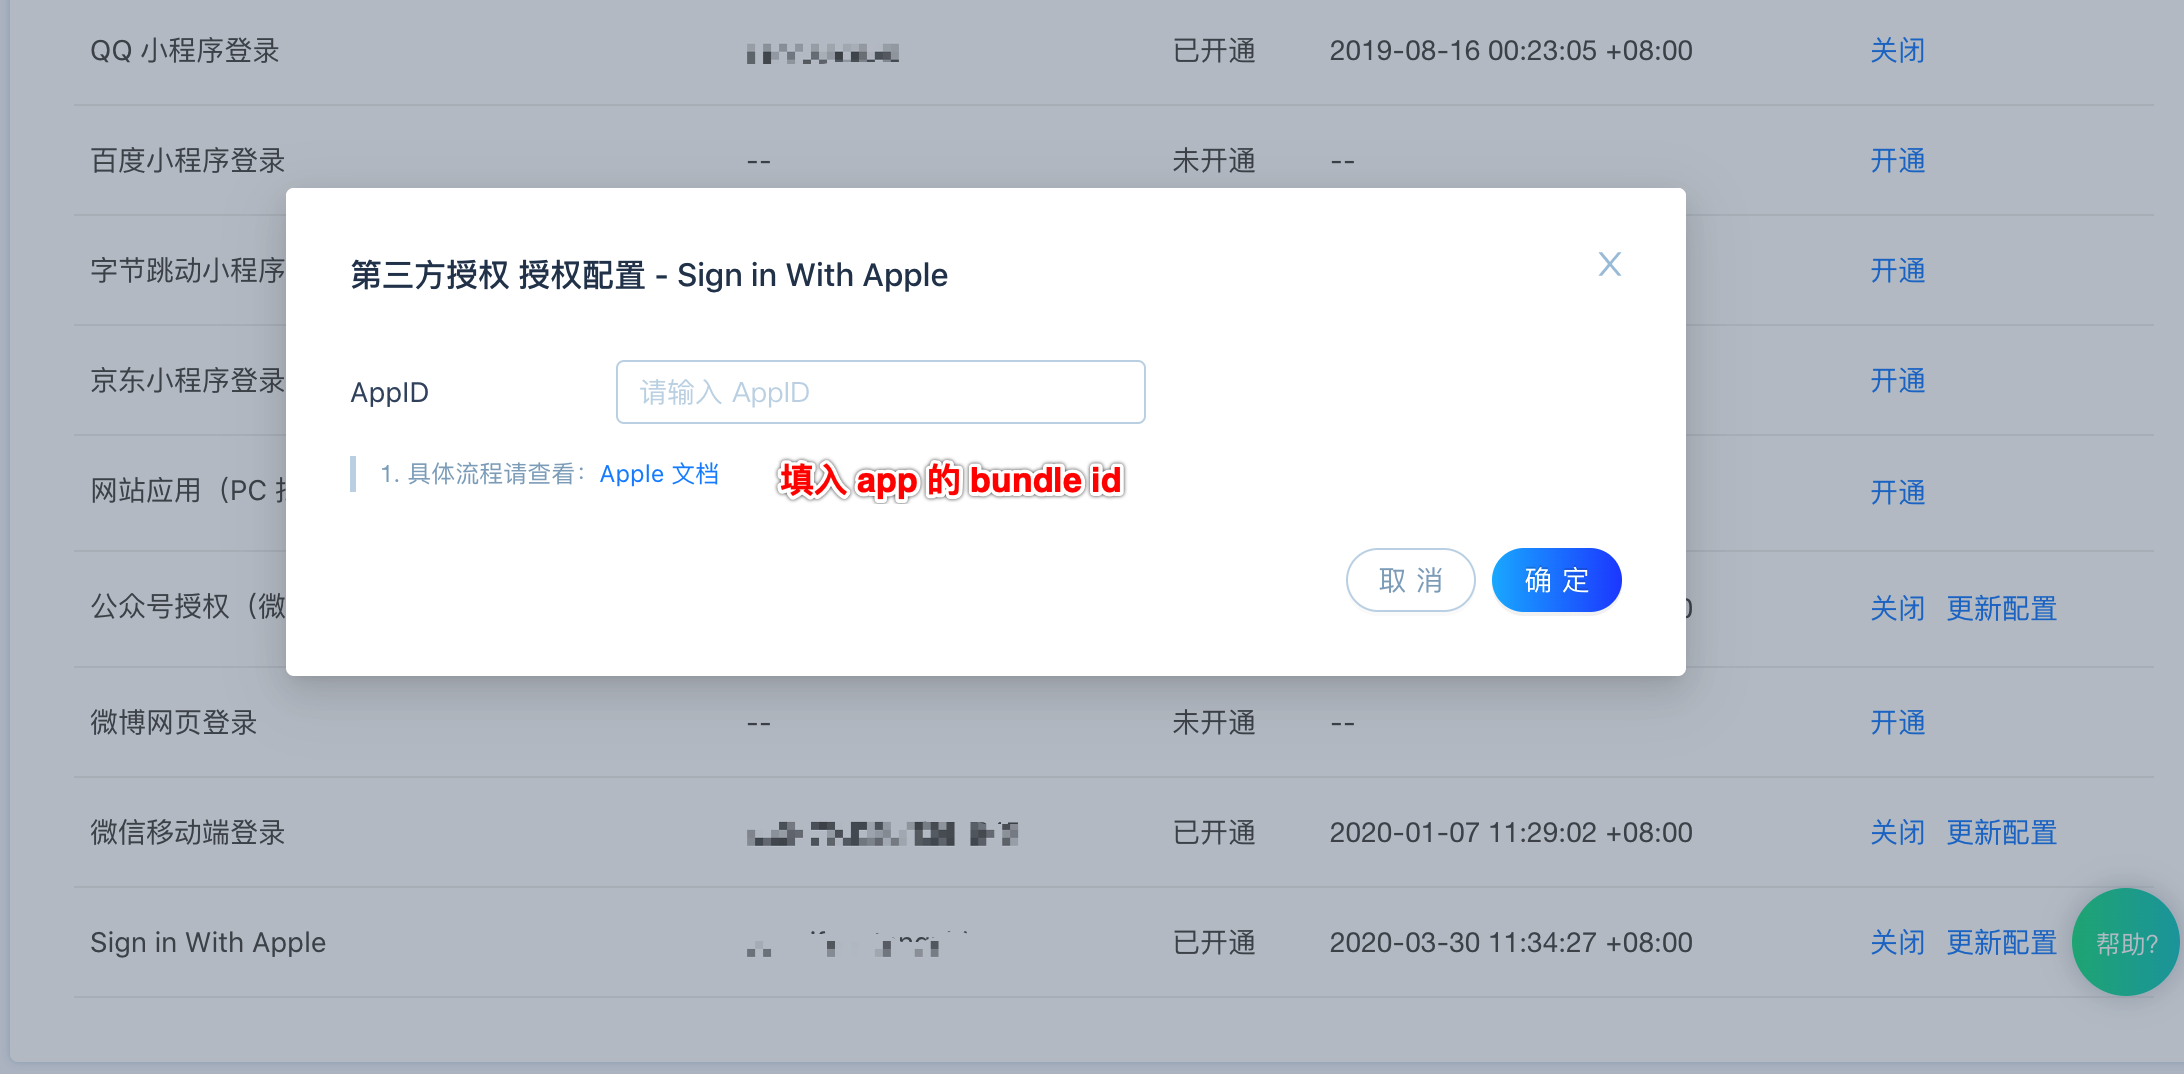 QQ 小程序登录 已开通 2019-08-16 00:23:05 +08:00 关闭
百度小程序登录 -- 未开通 -- 开通
字节跳动小程序 开通
第三方授权 授权配置 - Sign in With Apple X
京东小程序登录 开通
AppID 请输入 AppID
网站应用（PC 开通
1. 具体流程请查看： Apple 文档 填入 app 的 bundle id
取 消 确 定
公众号授权（微 关闭 更新配置
微博网页登录 -- 未开通 -- 开通
微信移动端登录 已开通 2020-01-07 11:29:02 +08:00 关闭 更新配置
Sign in With Apple 已开通 2020-03-30 11:34:27 +08:00 关闭 更新配置
帮助?